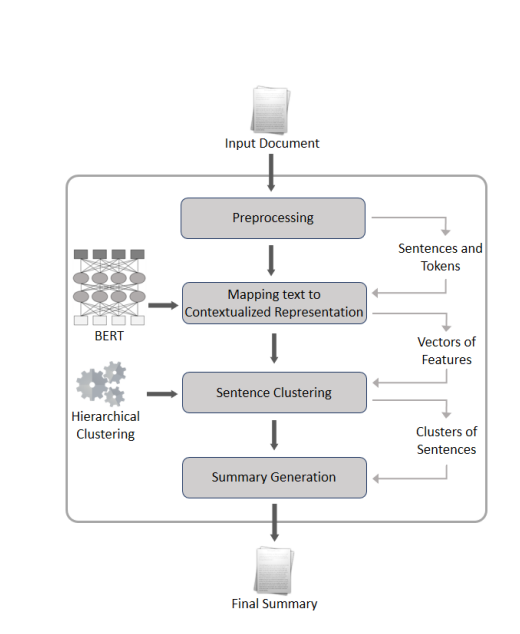 Input Document
Preprocessing
Sentences and
Tokens
Mapping text to
Contextualized Representation
BERT
Vectors of
Features
Sentence Clustering
Hierarchical
Clustering
Clusters of
Sentences
Summary Generation
Final Summary